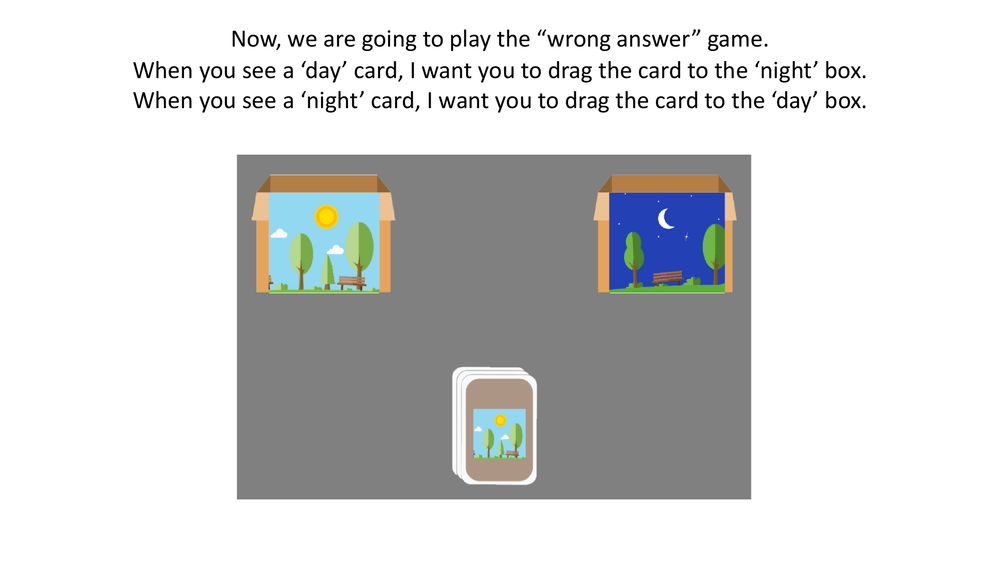 Now, we are going to play the “wrong answer” game.
When you see a ‘day’ card, I want you to drag the card to the ‘night’ box.
When you see a ‘night’ card, I want you to drag the card to the ‘day’ box.